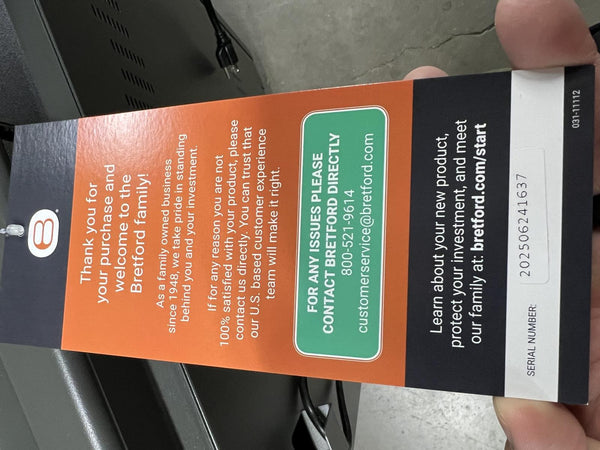 B
Thank you for
your purchase and
welcome to the
Bretford family!
As a family owned business
since 1948, we take pride in standing
behind you and your investment.
If for any reason you are not
100% satisfied with your product, please
contact us directly. You can trust that
our U.S. based customer experience
team will make it right.
FOR ANY ISSUES PLEASE
CONTACT BRETFORD DIRECTLY
800-521-9614
customerservice@bretford.com
Learn about your new product,
protect your investment, and meet
our family at: bretford.com/start
SERIAL NUMBER: 202506241637
031-11112